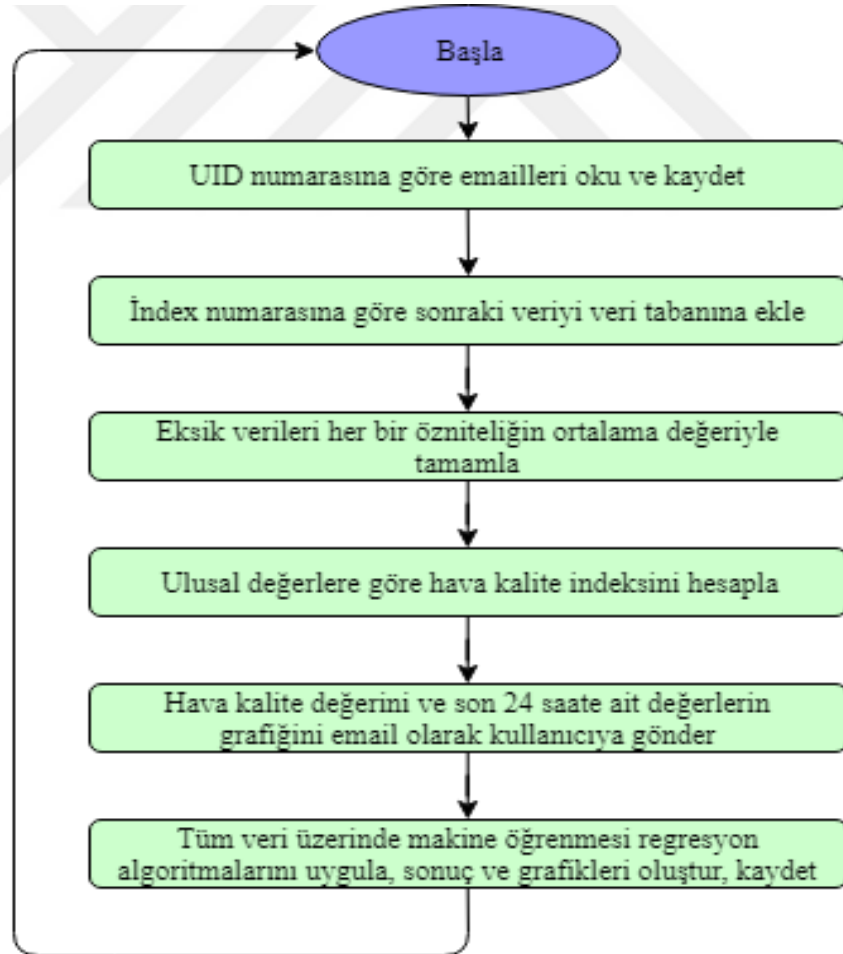 Başla
UID numarasına göre emailleri oku ve kaydet
İndex numarasına göre sonraki veriyi veri tabanına ekle
Eksik verileri her bir özniteliğin ortalama değeriyle
tamamla
Ulusal değerlere göre hava kalite indeksini hesapla
Hava kalite değerini ve son 24 saate ait değerlerin
grafiğini email olarak kullanıcıya gönder
Tüm veri üzerinde makine öğrenmesi regresyon
algoritmalarını uygula, sonuç ve grafikleri oluştur, kaydet